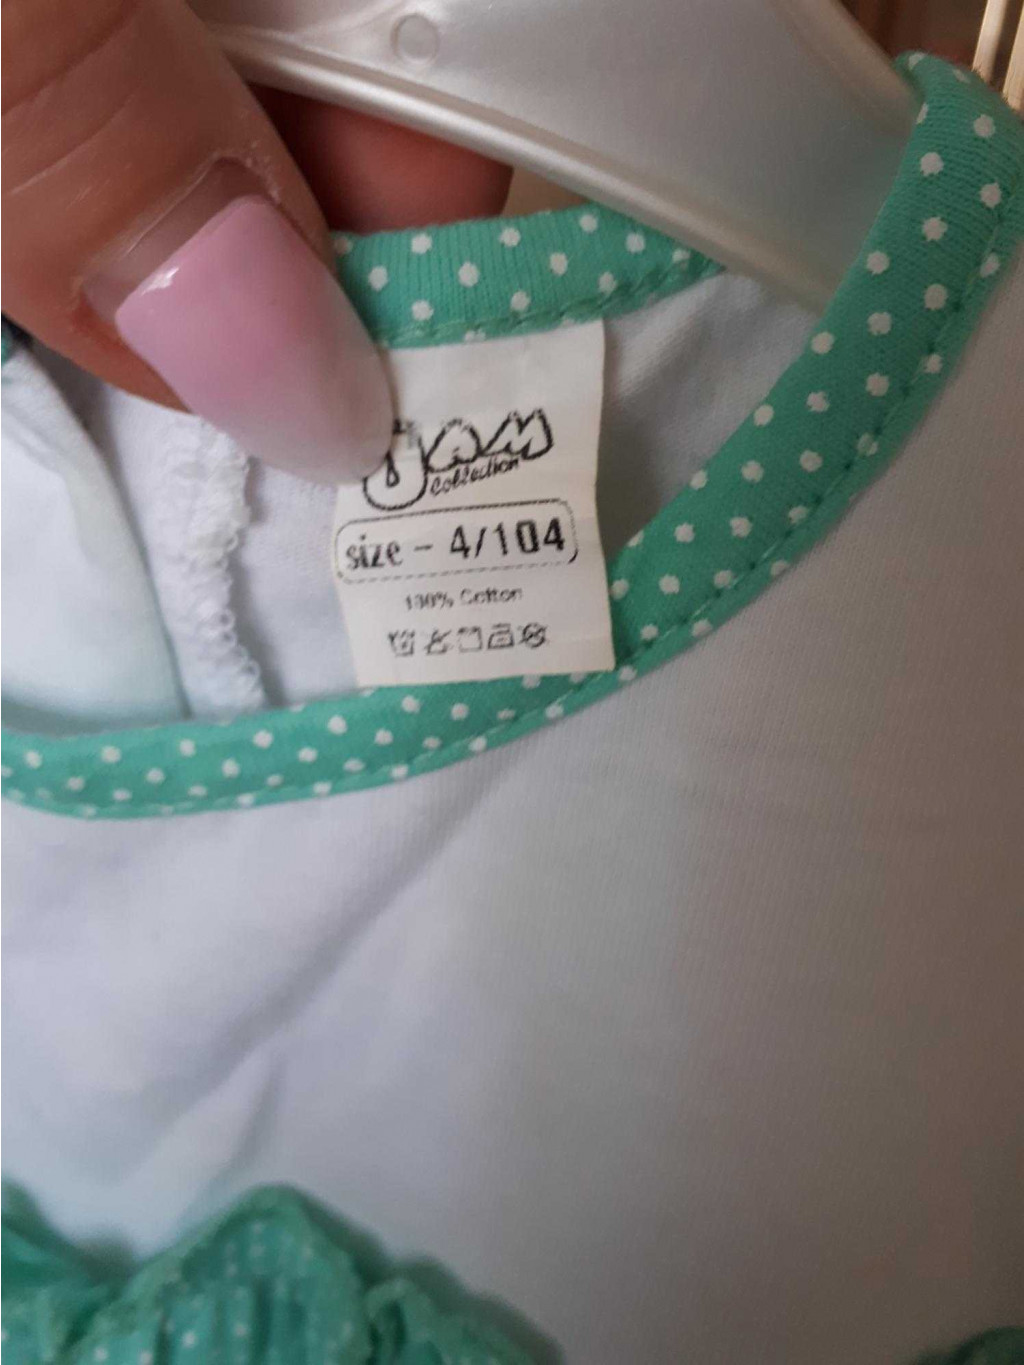 Jam
Collection
size - 4/104
100% Cotton